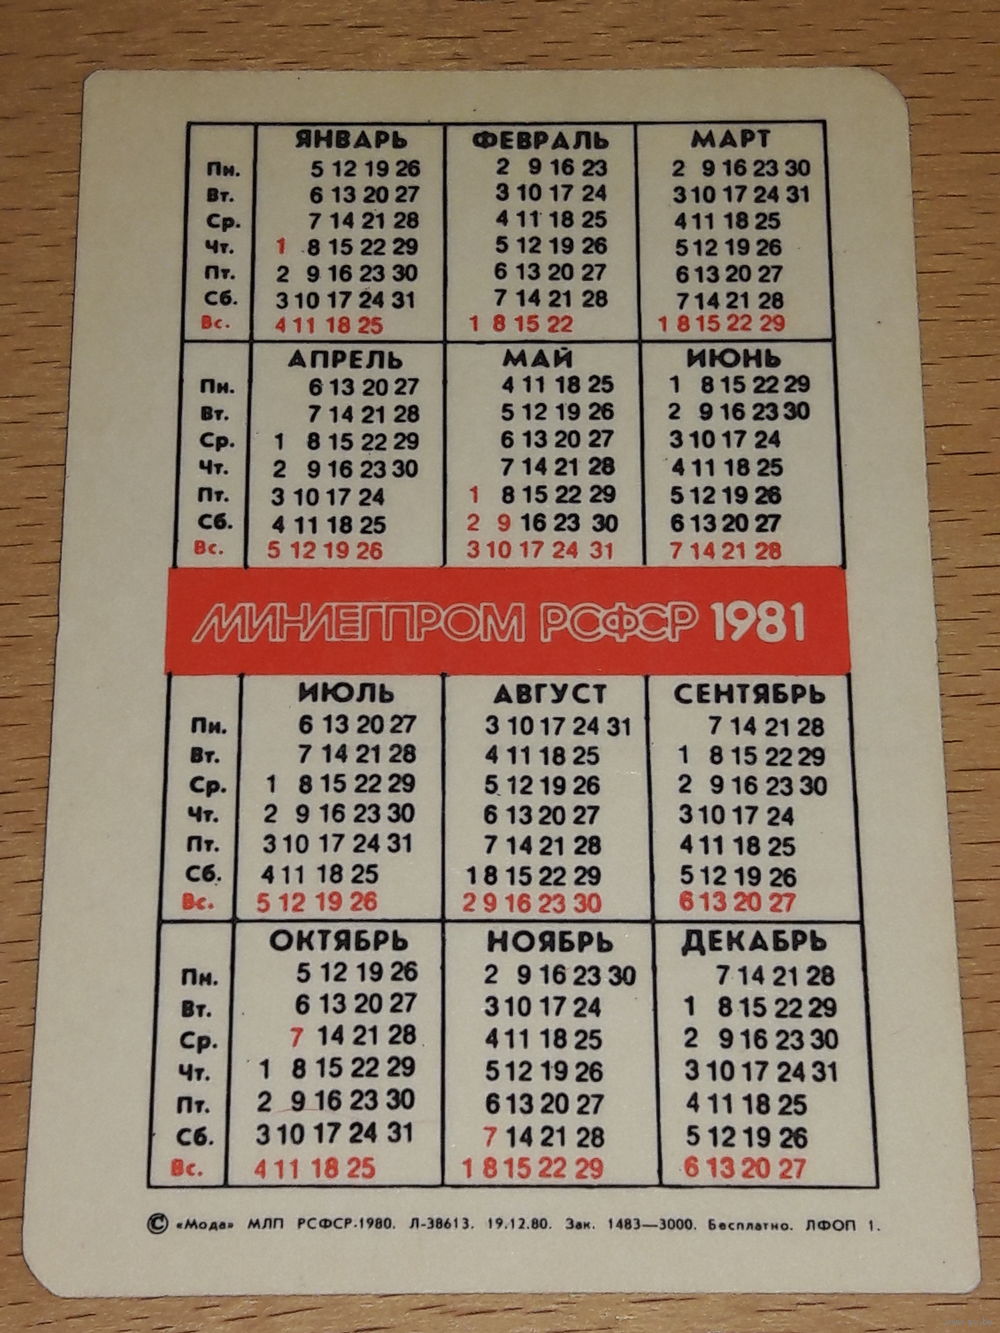 ЯНВАРЬ ФЕВРАЛЬ МАРТ
Пн. 5 12 19 26 2 9 16 23 2 9 16 23 30
Вт. 6 13 20 27 3 10 17 24 3 10 17 24 31
Ср. 7 14 21 28 4 11 18 25 4 11 18 25
Чт. 1 8 15 22 29 5 12 19 26 5 12 19 26
Пт. 2 9 16 23 30 6 13 20 27 6 13 20 27
Сб. 3 10 17 24 31 7 14 21 28 7 14 21 28
Вс. 4 11 18 25 1 8 15 22 1 8 15 22 29
АПРЕЛЬ МАЙ ИЮНЬ
Пн. 6 13 20 27 4 11 18 25 1 8 15 22 29
Вт. 7 14 21 28 5 12 19 26 2 9 16 23 30
Ср. 1 8 15 22 29 6 13 20 27 3 10 17 24
Чт. 2 9 16 23 30 7 14 21 28 4 11 18 25
Пт. 3 10 17 24 1 8 15 22 29 5 12 19 26
Сб. 4 11 18 25 2 9 16 23 30 6 13 20 27
Вс. 5 12 19 26 3 10 17 24 31 7 14 21 28
МИНЛЕГПРОМ РСФСР 1981
ИЮЛЬ АВГУСТ СЕНТЯБРЬ
Пн. 6 13 20 27 3 10 17 24 31 7 14 21 28
Вт. 7 14 21 28 4 11 18 25 1 8 15 22 29
Ср. 1 8 15 22 29 5 12 19 26 2 9 16 23 30
Чт. 2 9 16 23 30 6 13 20 27 3 10 17 24
Пт. 3 10 17 24 31 7 14 21 28 4 11 18 25
Сб. 4 11 18 25 1 8 15 22 29 5 12 19 26
Вс. 5 12 19 26 2 9 16 23 30 6 13 20 27
ОКТЯБРЬ НОЯБРЬ ДЕКАБРЬ
Пн. 5 12 19 26 2 9 16 23 30 7 14 21 28
Вт. 6 13 20 27 3 10 17 24 1 8 15 22 29
Ср. 7 14 21 28 4 11 18 25 2 9 16 23 30
Чт. 1 8 15 22 29 5 12 19 26 3 10 17 24 31
Пт. 2 9 16 23 30 6 13 20 27 4 11 18 25
Сб. 3 10 17 24 31 7 14 21 28 5 12 19 26
Вс. 4 11 18 25 1 8 15 22 29 6 13 20 27
© «Мода» МЛП РСФСР-1980. Л-38613. 19.12.80. Зак. 1483—3000. Бесплатно. ЛФОП 1.